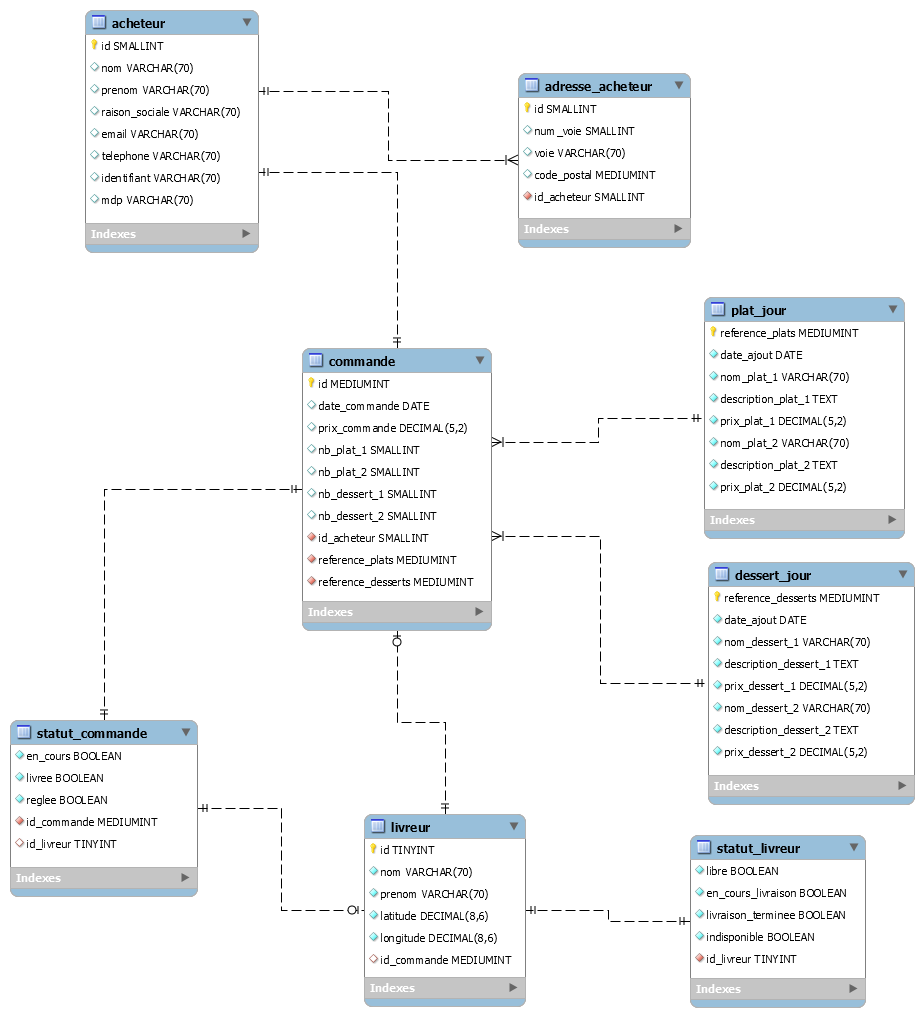 acheteur
id SMALLINT
nom VARCHAR(70)
prenom VARCHAR(70)
raison_sociale VARCHAR(70)
email VARCHAR(70)
telephone VARCHAR(70)
identifiant VARCHAR(70)
mdp VARCHAR(70)
Indexes
adresse_acheteur
id SMALLINT
num_voie SMALLINT
voie VARCHAR(70)
code_postal MEDIUMINT
id_acheteur SMALLINT
Indexes
plat_jour
reference_plats MEDIUMINT
date_ajout DATE
nom_plat_1 VARCHAR(70)
description_plat_1 TEXT
prix_plat_1 DECIMAL(5,2)
nom_plat_2 VARCHAR(70)
description_plat_2 TEXT
prix_plat_2 DECIMAL(5,2)
Indexes
commande
id MEDIUMINT
date_commande DATE
prix_commande DECIMAL(5,2)
nb_plat_1 SMALLINT
nb_plat_2 SMALLINT
nb_dessert_1 SMALLINT
nb_dessert_2 SMALLINT
id_acheteur SMALLINT
reference_plats MEDIUMINT
reference_desserts MEDIUMINT
Indexes
dessert_jour
reference_desserts MEDIUMINT
date_ajout DATE
nom_dessert_1 VARCHAR(70)
description_dessert_1 TEXT
prix_dessert_1 DECIMAL(5,2)
nom_dessert_2 VARCHAR(70)
description_dessert_2 TEXT
prix_dessert_2 DECIMAL(5,2)
Indexes
statut_commande
en_cours BOOLEAN
livree BOOLEAN
reglee BOOLEAN
id_commande MEDIUMINT
id_livreur TINYINT
Indexes
livreur
id TINYINT
nom VARCHAR(70)
prenom VARCHAR(70)
latitude DECIMAL(8,6)
longitude DECIMAL(8,6)
id_commande MEDIUMINT
Indexes
statut_livreur
libre BOOLEAN
en_cours_livraison BOOLEAN
livraison_terminee BOOLEAN
indisponible BOOLEAN
id_livreur TINYINT
Indexes